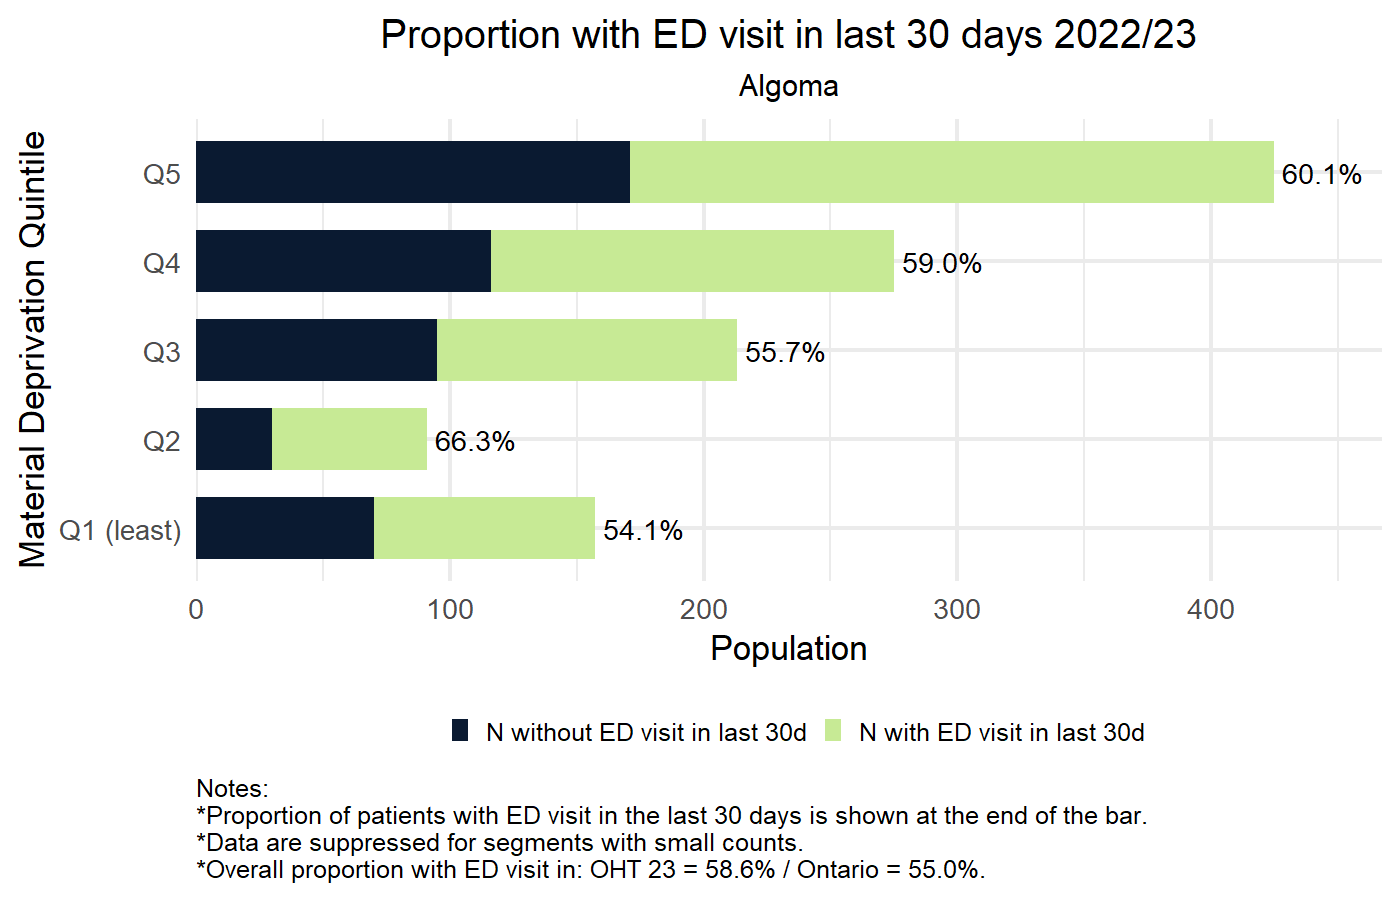 Proportion with ED visit in last 30 days 2022/23
Algoma
Material Deprivation Quintile
Q5
60.1%
Q4
59.0%
Q3
55.7%
Q2
66.3%
Q1 (least)
54.1%
0
100
200
300
400
Population
N without ED visit in last 30d
N with ED visit in last 30d
Notes:
*Proportion of patients with ED visit in the last 30 days is shown at the end of the bar.
*Data are suppressed for segments with small counts.
*Overall proportion with ED visit in: OHT 23 = 58.6% / Ontario = 55.0%.